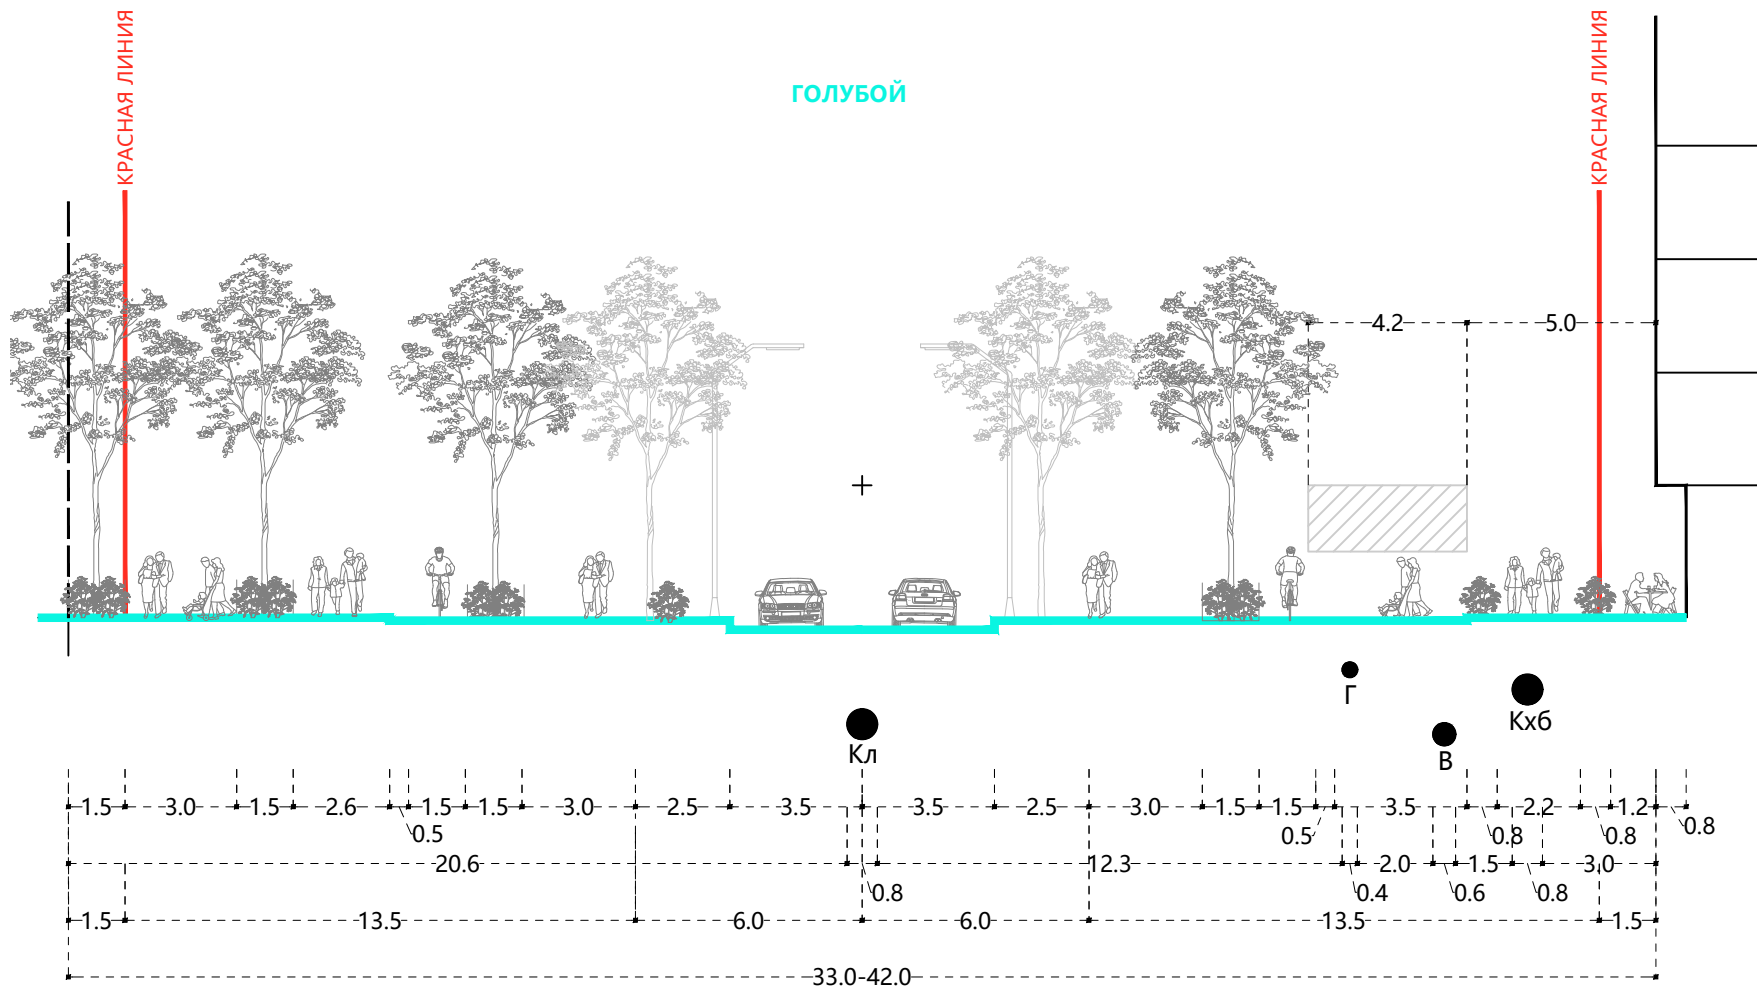 КРАСНАЯ ЛИНИЯ
ГОЛУБОЙ
КРАСНАЯ ЛИНИЯ
4.2 5.0
Г
Кхб
Кл
В
1.5 3.0 1.5 2.6 1.5 1.5 3.0 2.5 3.5 3.5 2.5 3.0 1.5 1.5 3.5 2.2 1.2
0.5 0.5 0.8 0.8 0.8
20.6 12.3 2.0 1.5 3.0
0.8 0.4 0.6 0.8
1.5 13.5 6.0 6.0 13.5 1.5
33.0-42.0